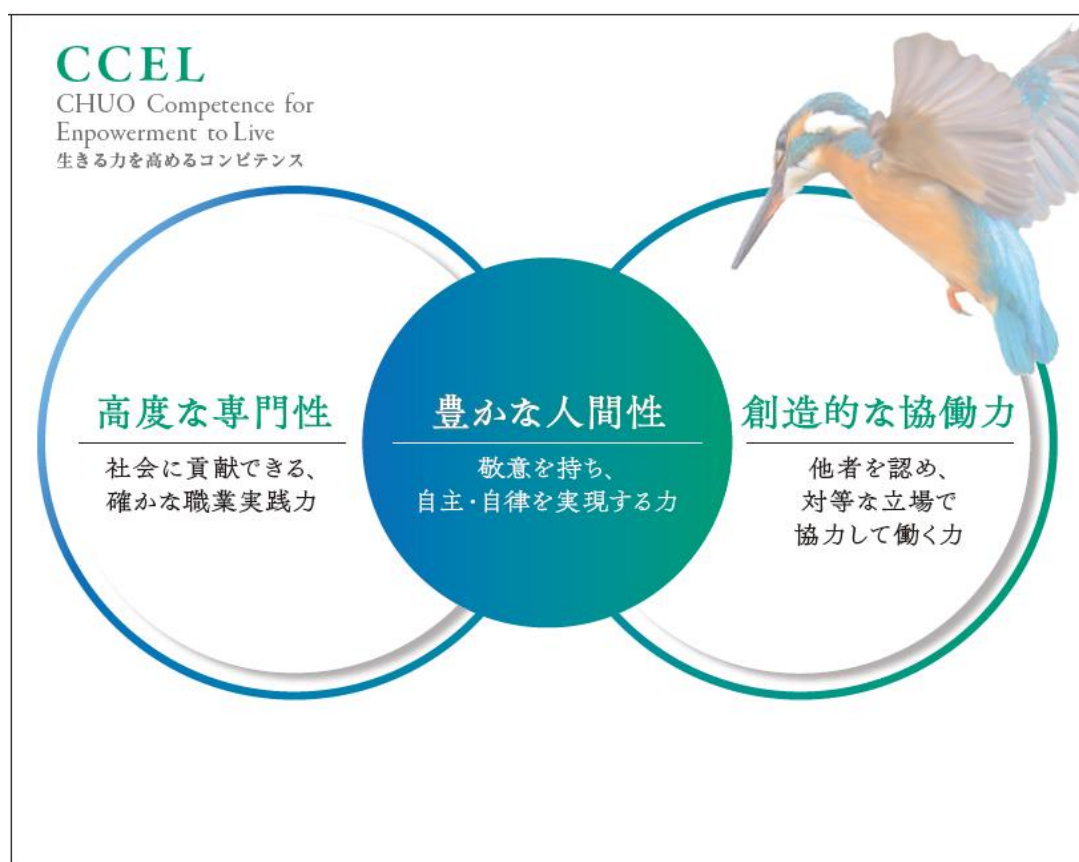 CCEL
CHUO Competence for
Enpowerment to Live
生きる力を高めるコンピテンス
高度な専門性
社会に貢献できる、
確かな職業実践力
豊かな人間性
敬意を持ち、
自主・自律を実現する力
創造的な協働力
他者を認め、
対等な立場で
協力して働く力